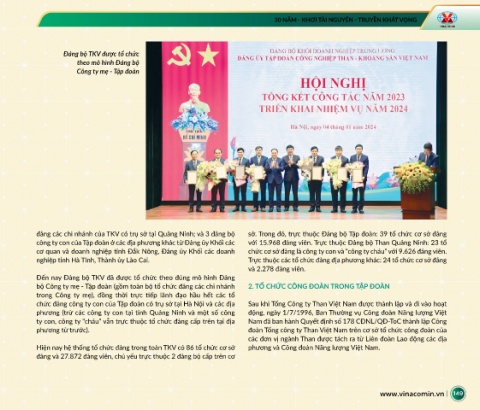 30 NĂM - KHƠI TÀI NGUYÊN - TRUYỀN KHÁT VỌNG
Đảng bộ TKV được tổ chức
theo mô hình Đảng bộ
Công ty mẹ - Tập đoàn
ĐẢNG BỘ KHỐI DOANH NGHIỆP TRUNG ƯƠNG
ĐẢNG ỦY TẬP ĐOÀN CÔNG NGHIỆP THAN - KHOÁNG SẢN VIỆT NAM
HỘI NGHỊ
TỔNG KẾT CÔNG TÁC NĂM 2023
TRIỂN KHAI NHIỆM VỤ NĂM 2024
Hà Nội, ngày 04 tháng 01 năm 2024
đảng các chi nhánh của TKV có trụ sở tại Quảng Ninh; và 3 đảng bộ
công ty con của Tập đoàn ở các địa phương khác từ Đảng ủy Khối các
cơ quan và doanh nghiệp tỉnh Đắk Nông, Đảng ủy Khối các doanh
nghiệp tỉnh Hà Tĩnh, Thành ủy Lào Cai.
Đến nay Đảng bộ TKV đã được tổ chức theo đúng mô hình Đảng
bộ Công ty mẹ - Tập đoàn (gồm toàn bộ tổ chức đảng các chi nhánh
trong Công ty mẹ), đồng thời trực tiếp lãnh đạo hầu hết các tổ
chức đảng công ty con của Tập đoàn có trụ sở tại Hà Nội và các địa
phương (trừ các công ty con tại tỉnh Quảng Ninh và một số công
ty con, công ty "cháu" vẫn trực thuộc tổ chức đảng cấp trên tại địa
phương từ trước).
Hiện nay hệ thống tổ chức đảng trong toàn TKV có 86 tổ chức cơ sở
đảng và 27.872 đảng viên, chủ yếu trực thuộc 2 đảng bộ cấp trên cơ
sở. Trong đó, trực thuộc Đảng bộ Tập đoàn: 39 tổ chức cơ sở đảng
với 15.968 đảng viên. Trực thuộc Đảng bộ Than Quảng Ninh: 23 tổ
chức cơ sở đảng là công ty con và "công ty cháu" với 9.626 đảng viên.
Trực thuộc các tổ chức đảng địa phương khác: 24 tổ chức cơ sở đảng
và 2.278 đảng viên.
2. TỔ CHỨC CÔNG ĐOÀN TRONG TẬP ĐOÀN
Sau khi Tổng Công ty Than Việt Nam được thành lập và đi vào hoạt
động, ngày 1/7/1996, Ban Thường vụ Công đoàn Năng lượng Việt
Nam đã ban hành Quyết định số 178 CĐNL/QĐ-ToC thành lập Công
đoàn Tổng công ty Than Việt Nam trên cơ sở tổ chức công đoàn của
các đơn vị ngành Than được tách ra từ Liên đoàn Lao động các địa
phương và Công đoàn Năng lượng Việt Nam.
www.vinacomin.vn | 149